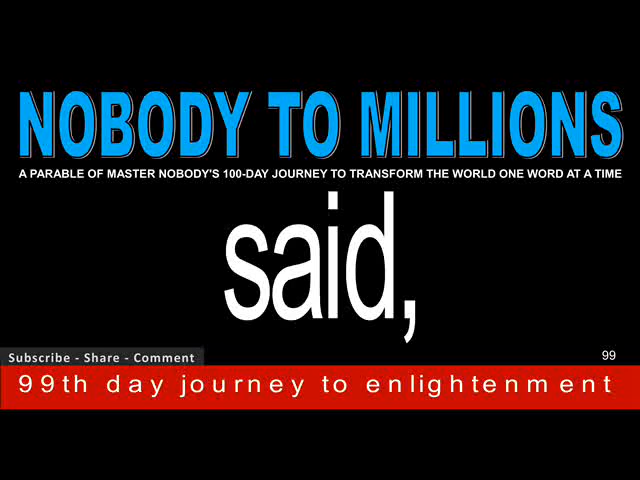 NOBODY TO MILLIONS
A PARABLE OF MASTER NOBODY'S 100-DAY JOURNEY TO TRANSFORM THE WORLD ONE WORD AT A TIME
said,
Subscribe - Share - Comment
99
99th day journey to enlightenment